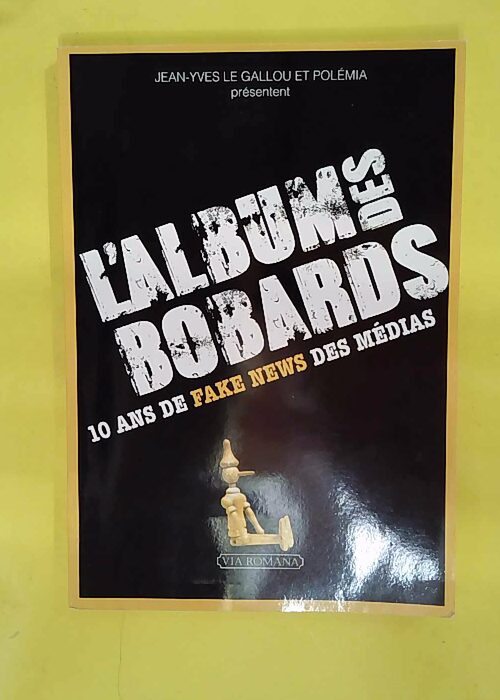 JEAN-YVES LE GALLOU ET POLÉMIA
présentent
L'ALBUM DES
BOBARDS
10 ANS DE FAKE NEWS DES MÉDIAS
VIA ROMANA